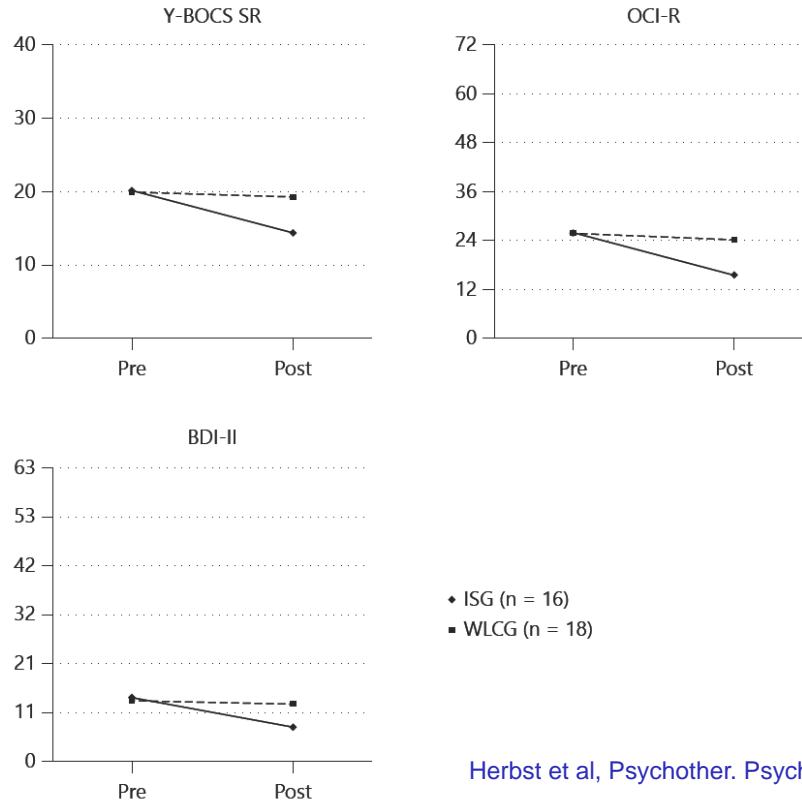 Y-BOCS SR
40
30
20
10
0
Pre Post
OCI-R
72
60
48
36
24
12
0
Pre Post
BDI-II
63
53
42
32
21
11
0
Pre Post
ISG (n = 16)
WLCG (n = 18)
Herbst et al, Psychother. Psych